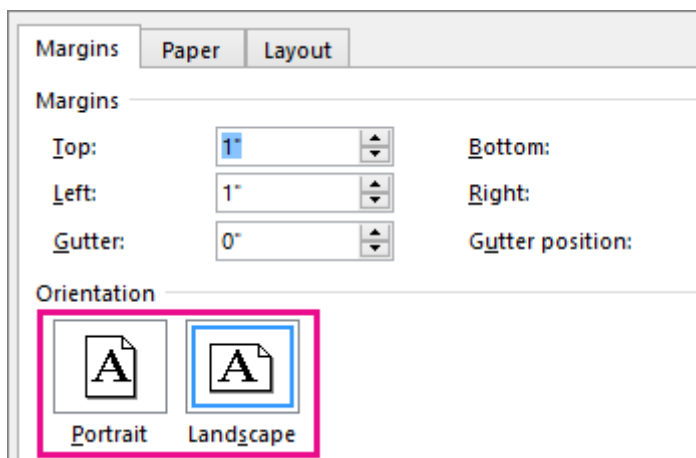 Margins Paper Layout
Margins
Top: 1" Bottom:
Left: 1" Right:
Gutter: 0" Gutter position:
Orientation
A A
Portrait Landscape